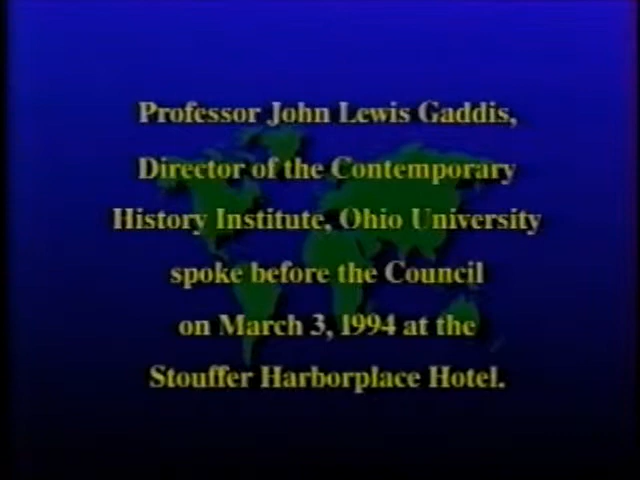 Professor John Lewis Gaddis,
Director of the Contemporary
History Institute, Ohio University
spoke before the Council
on March 3, 1994 at the
Stouffer Harborplace Hotel.